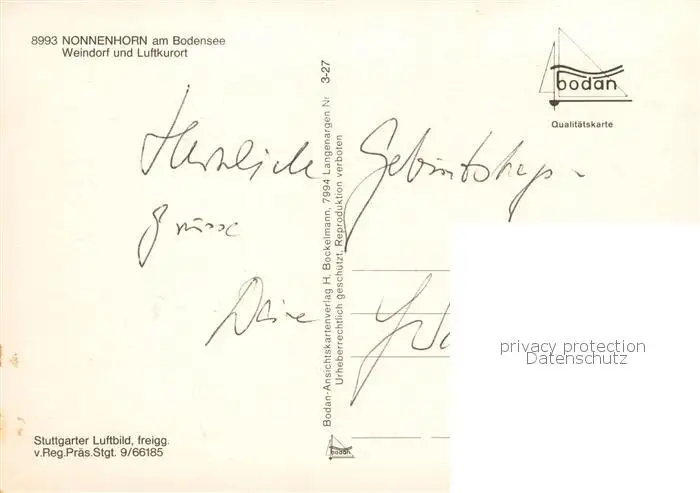 8993 NONNENHORN am Bodensee
Weindorf und Luftkurort
bodan
Qualitätskarte
Herzliche Geburtstags-
grüsse
Deine
Bodan-Ansichtskartenverlag H. Bockelmann, 7994 Langenargen Nr 3-27
Urheberrechtlich geschützt, Reproduktion verboten
privacy protection
Datenschutz
Stuttgarter Luftbild, freigg.
v.Reg.Präs.Stgt. 9/66185
bodan